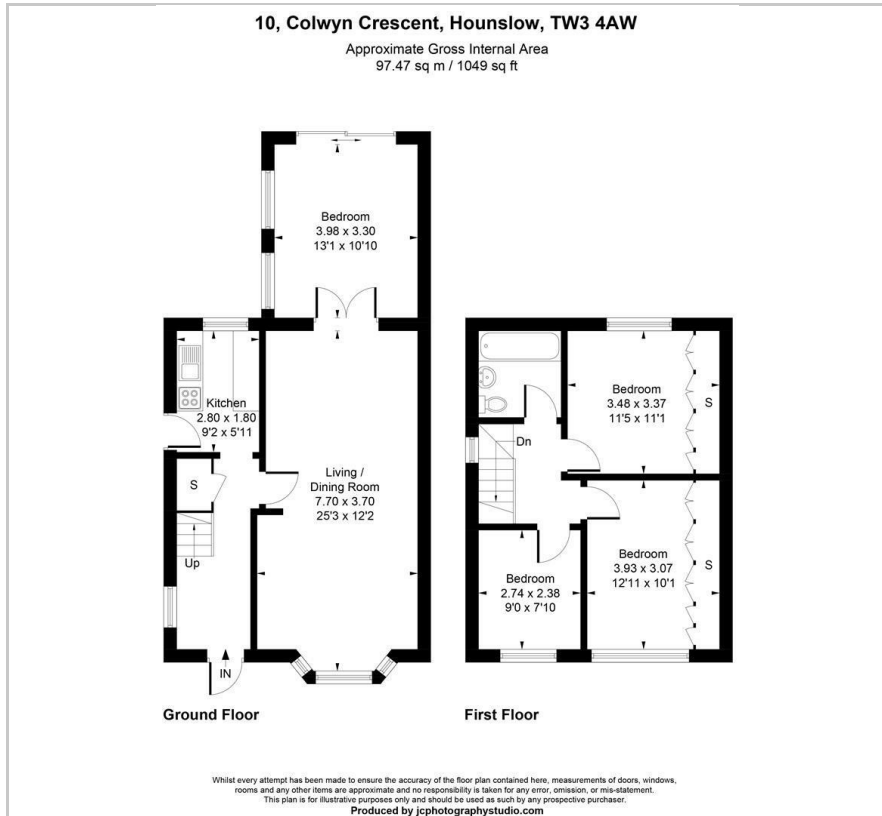 10, Colwyn Crescent, Hounslow, TW3 4AW
Approximate Gross Internal Area
97.47 sq m / 1049 sq ft
Bedroom
3.98 x 3.30
13'1 x 10'10
Kitchen
2.80 x 1.80
9'2 x 5'11
S
Living /
Dining Room
7.70 x 3.70
25'3 x 12'2
Up
IN
Ground Floor
Bedroom
3.48 x 3.37
11'5 x 11'1
S
Dn
Bedroom
3.93 x 3.07
12'11 x 10'1
S
Bedroom
2.74 x 2.38
9'0 x 7'10
First Floor
Whilst every attempt has been made to ensure the accuracy of the floor plan contained here, measurements of doors, windows,
rooms and any other items are approximate and no responsibility is taken for any error, omission, or mis-statement.
This plan is for illustrative purposes only and should be used as such by any prospective purchaser.
Produced by jcphotographystudio.com